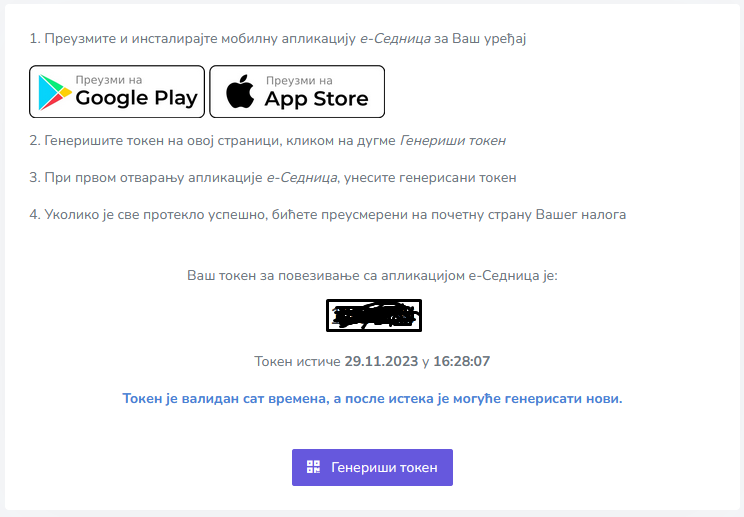 1. Преузмите и инсталирајте мобилну апликацију е-Седница за Ваш уређај
Преузми на
Google Play
Преузми на
App Store
2. Генеришите токен на овој страници, кликом на дугме Генериши токен
3. При првом отварању апликације е-Седница, унесите генерисани токен
4. Уколико је све протекло успешно, бићете преусмерени на почетну страну Вашег налога
Ваш токен за повезивање са апликацијом е-Седница је:
Токен истиче 29.11.2023 у 16:28:07
Токен је валидан сат времена, а после истека је могуће генерисати нови.
Генериши токен